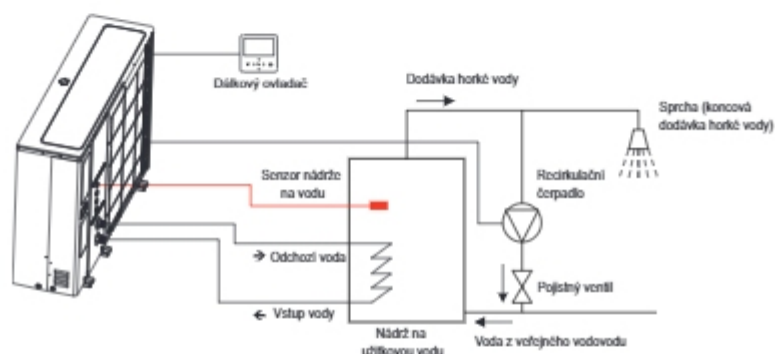 Dálkový ovladač
Dodávka horké vody
Sprcha (koncová
dodávka horké vody)
Senzor nádrže
na vodu
Recirkulační
čerpadlo
Odchozí voda
Pojistný ventil
Vstup vody
Nádrž na
užitkovou vodu
Voda z veřejného vodovodu